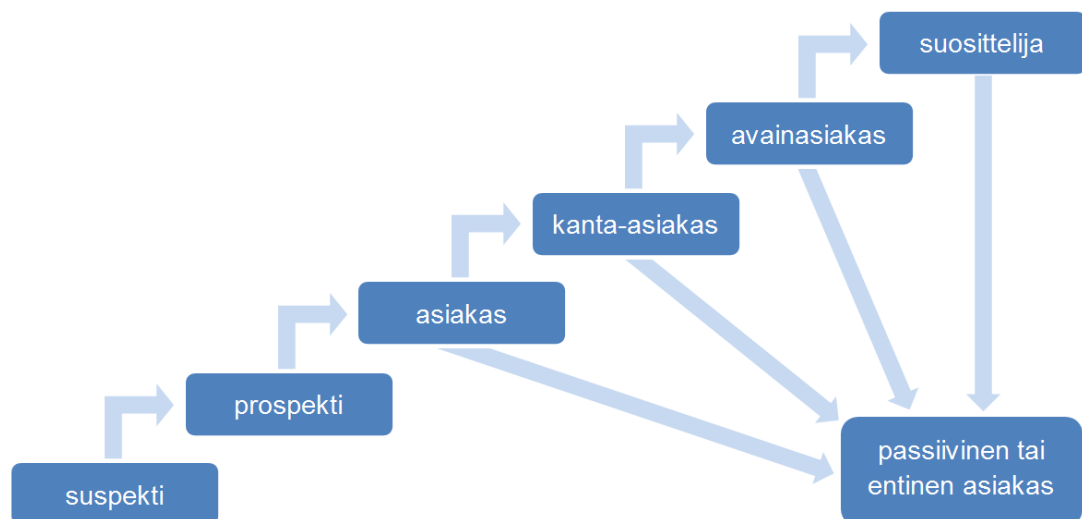 suosittelija
avainasiakas
kanta-asiakas
asiakas
prospekti
suspekti
passiivinen tai
entinen asiakas